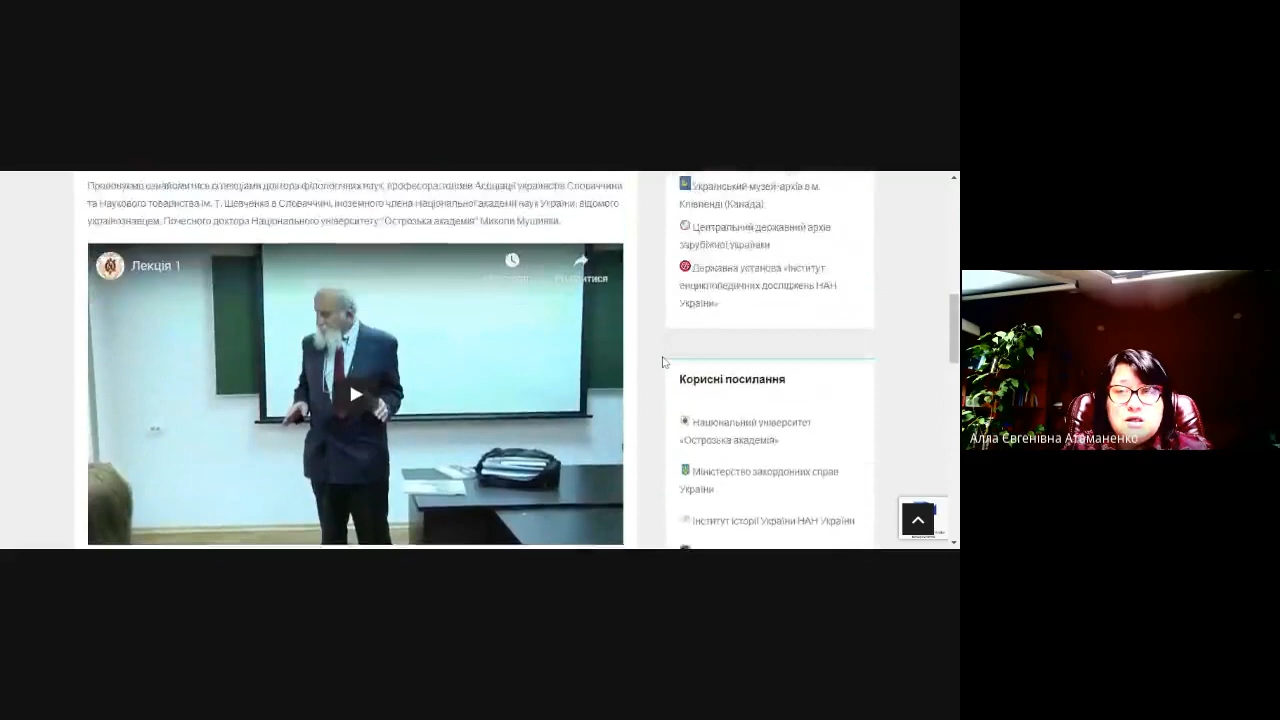 Пропонуємо ознайомитись із лекціями доктора філологічних наук, професора, голови Асоціації україністів Словаччини
та Наукового товариства ім. Т. Шевченка в Словаччині, іноземного члена Національної академії наук України, відомого
українознавцем, Почесного доктора Національного університету "Острозька академія" Миколи Мушинки.
Лекція 1
Український музей-архів в м.
Клівленді (Канада)
Центральний державний архів
зарубіжної україніки
Державна установа «Інститут
енциклопедичних досліджень НАН
України»
Корисні посилання
Національний університет
«Острозька академія»
Міністерство закордонних справ
України
Інститут історії України НАН України
Алла Євгенівна Атаманенко